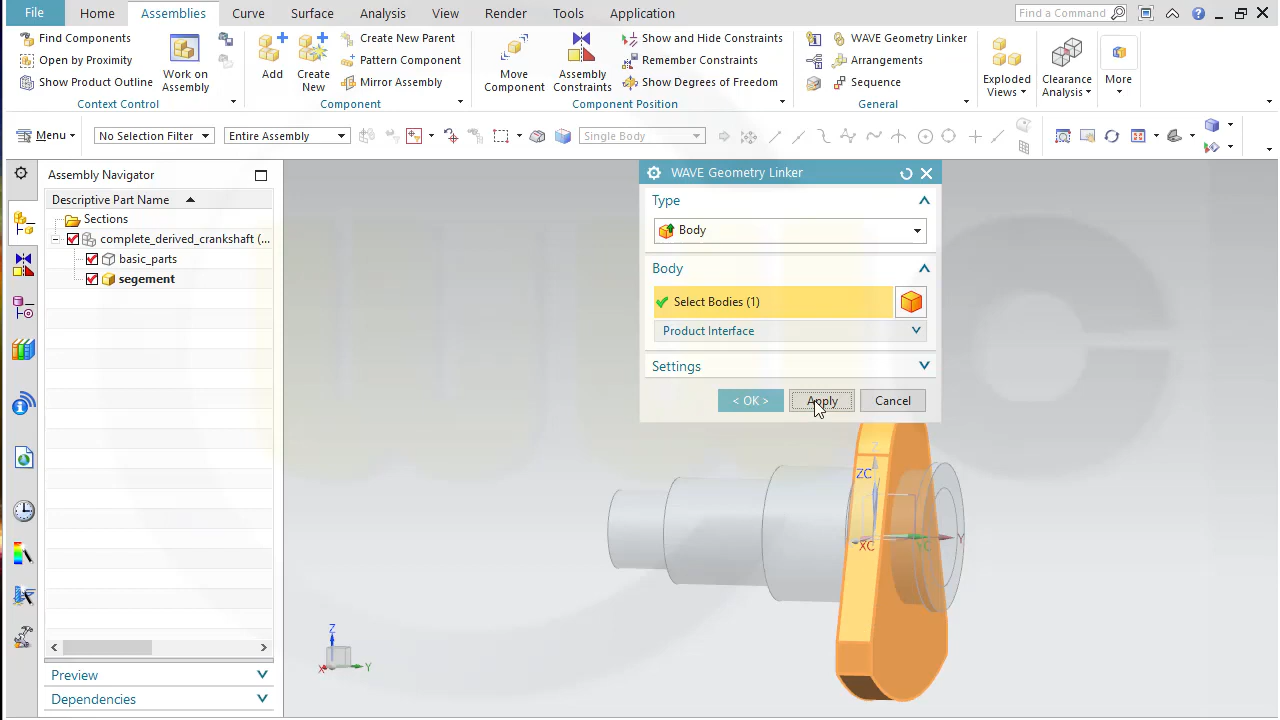 File Home Assemblies Curve Surface Analysis View Render Tools Application Find a Command
Find Components
Open by Proximity
Show Product Outline
Work on
Assembly
Context Control
Add
Create
New
Create New Parent
Pattern Component
Mirror Assembly
Component
Move
Component
Assembly
Constraints
Show and Hide Constraints
Remember Constraints
Show Degrees of Freedom
Component Position
WAVE Geometry Linker
Arrangements
Sequence
General
Exploded
Views
Clearance
Analysis
More
Menu No Selection Filter Entire Assembly Single Body
Assembly Navigator
Descriptive Part Name
Sections
complete_derived_crankshaft (...
basic_parts
segement
Preview
Dependencies
WAVE Geometry Linker
Type
Body
Body
Select Bodies (1)
Product Interface
Settings
< OK > Apply Cancel
Z
ZC
XC YC Y
Z
X Y